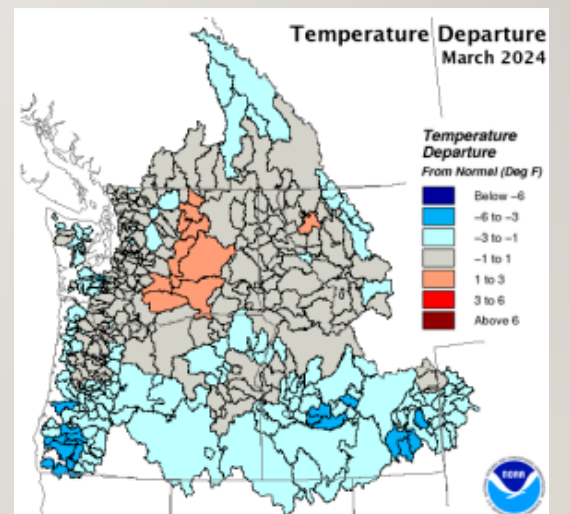 Temperature Departure
March 2024
Temperature
Departure
From Normal (Deg F)
Below -6
-6 to -3
-3 to -1
-1 to 1
1 to 3
3 to 6
Above 6
NOAA